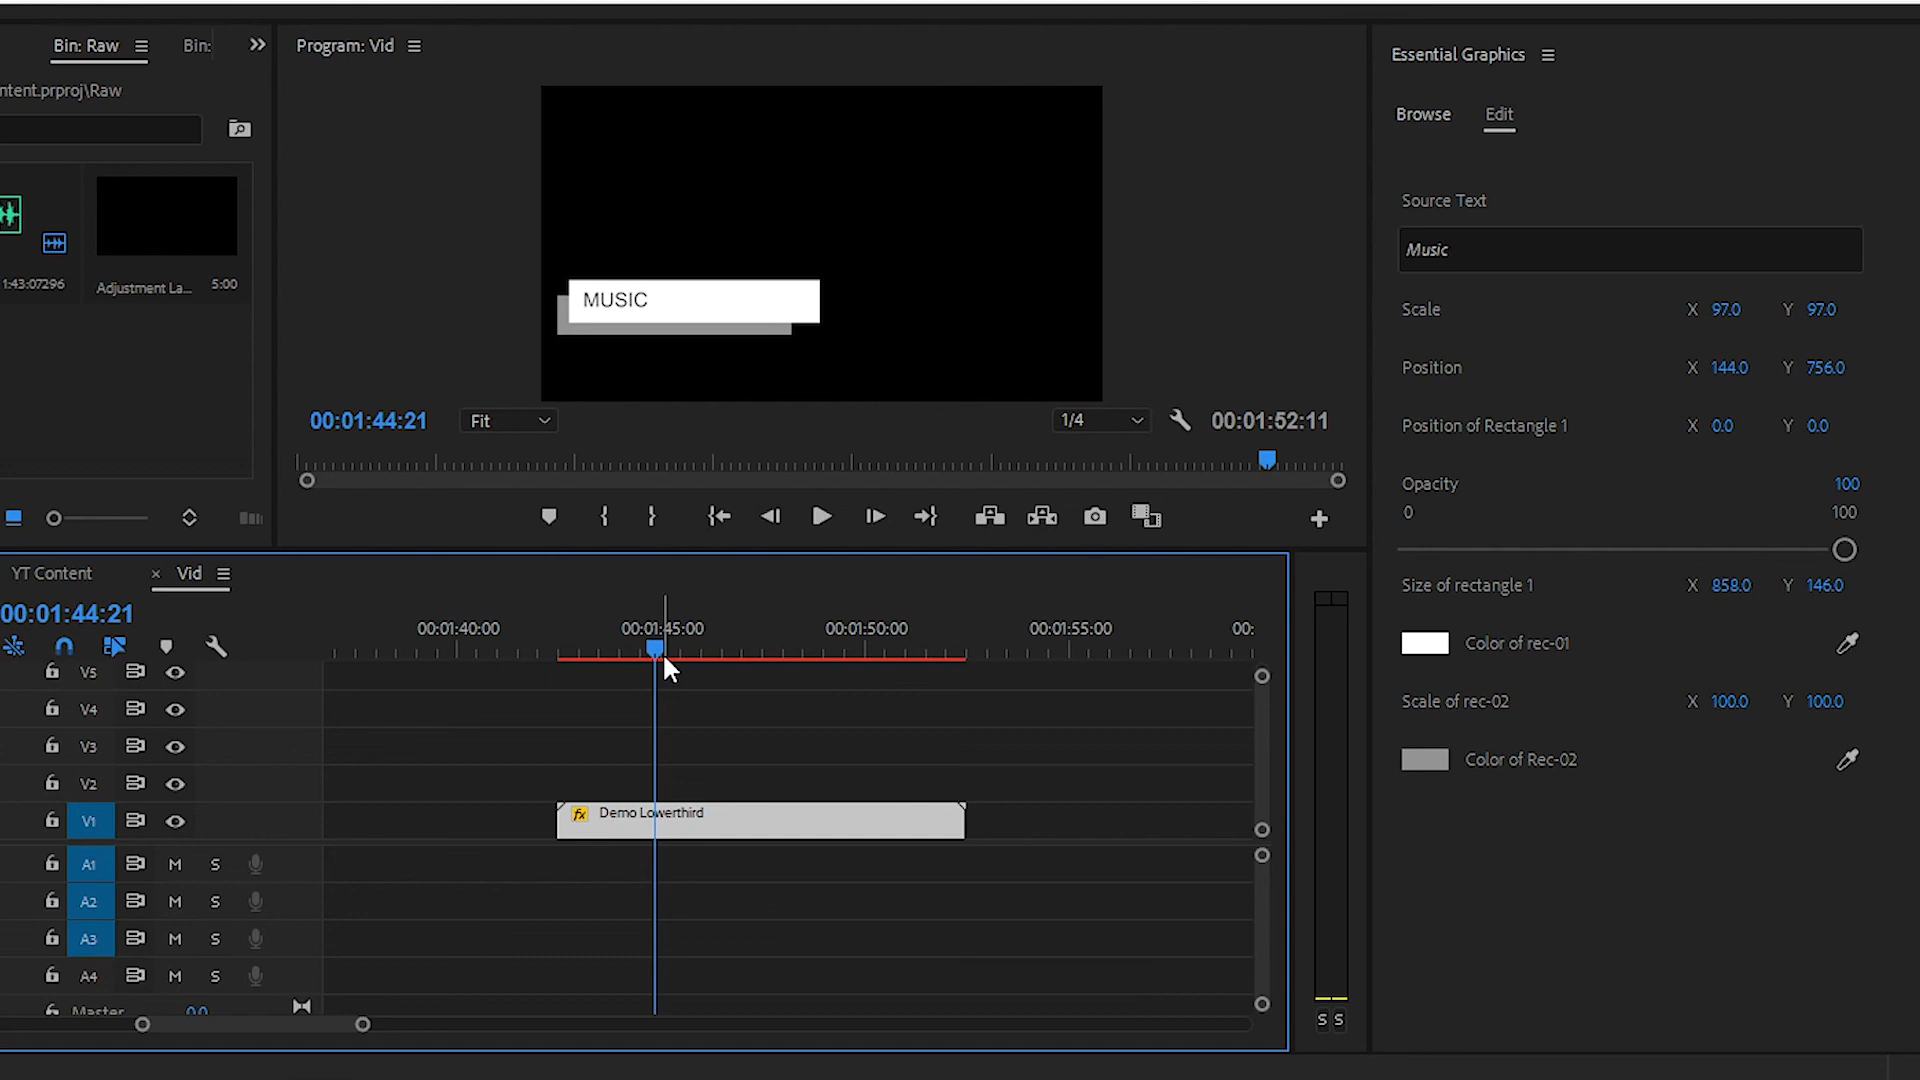 Bin: Raw
Bin:
ntent.prproj\Raw
1:43:07296
Adjustment La...
5:00
Program: Vid
MUSIC
00:01:44:21
Fit
1/4
00:01:52:11
Essential Graphics
Browse
Edit
Source Text
Music
Scale X 97.0 Y 97.0
Position X 144.0 Y 756.0
Position of Rectangle 1 X 0.0 Y 0.0
Opacity 100
0 100
Size of rectangle 1 X 858.0 Y 146.0
Color of rec-01
Scale of rec-02 X 100.0 Y 100.0
Color of Rec-02
YT Content
× Vid
00:01:44:21
00:01:40:00 00:01:45:00 00:01:50:00 00:01:55:00 00:
V5
V4
V3
V2
V1
fx Demo Lowerthird
A1 M S
A2 M S
A3 M S
A4 M S
Master 0.0
S S